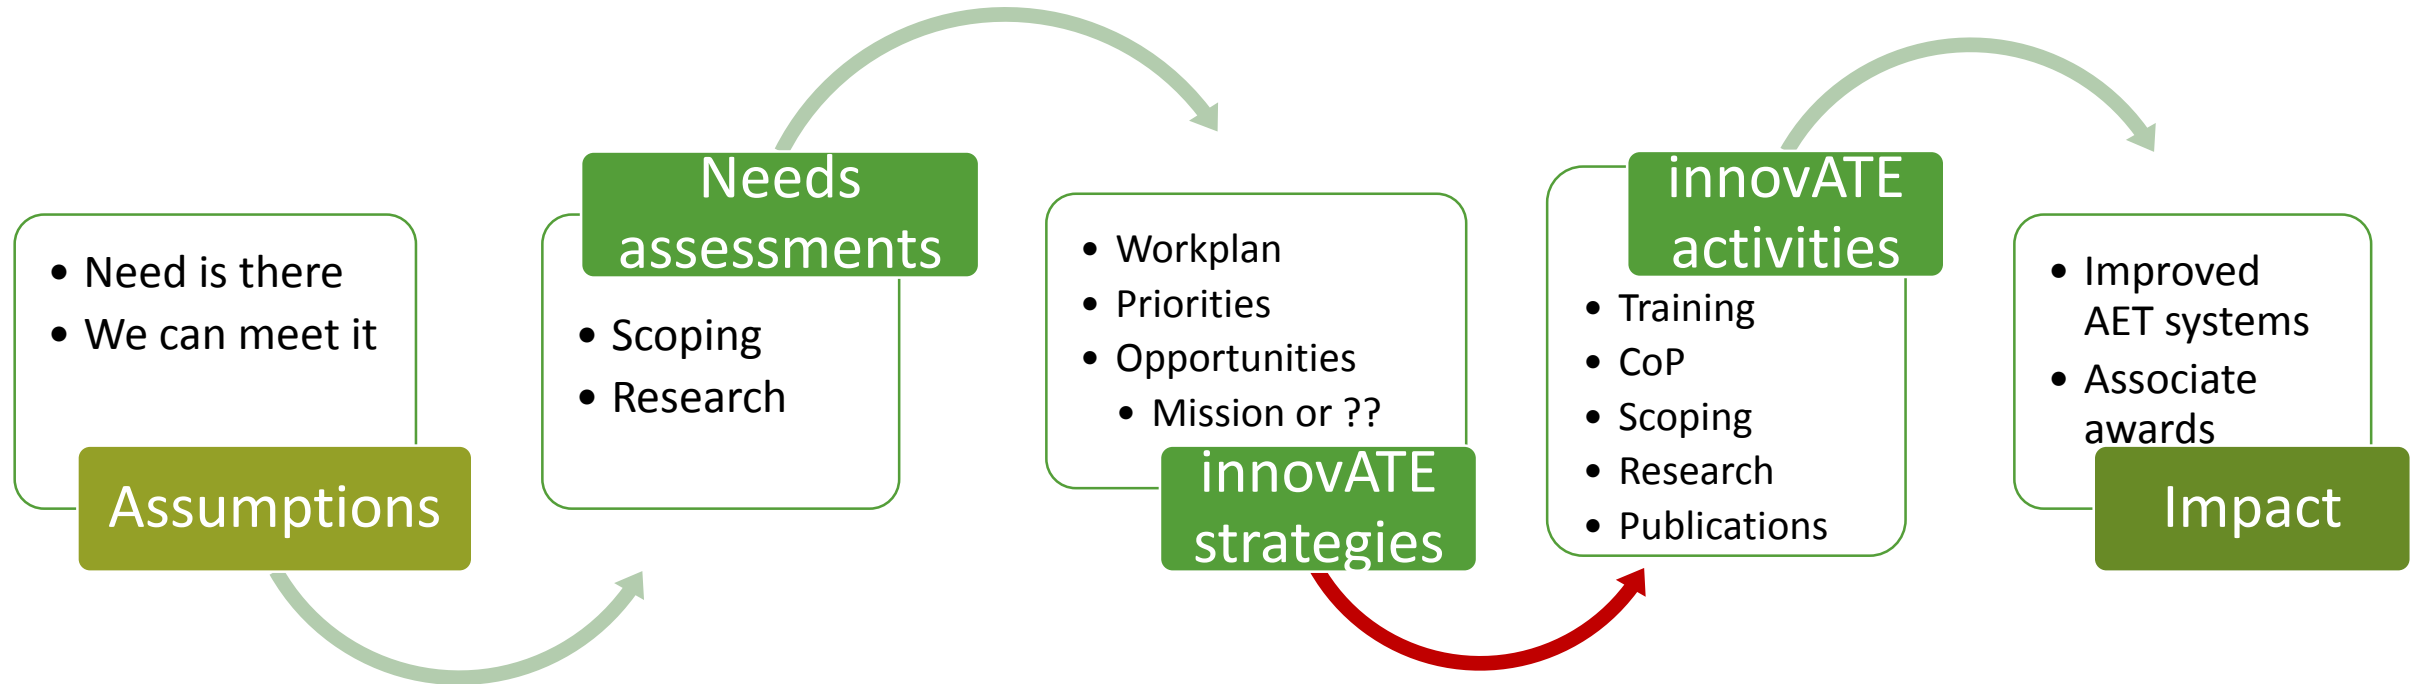 • Need is there
• We can meet it
Assumptions
Needs
assessments
• Scoping
• Research
• Workplan
• Priorities
• Opportunities
• Mission or ??
innovATE
strategies
innovATE
activities
• Training
• CoP
• Scoping
• Research
• Publications
• Improved
AET systems
• Associate
awards
Impact